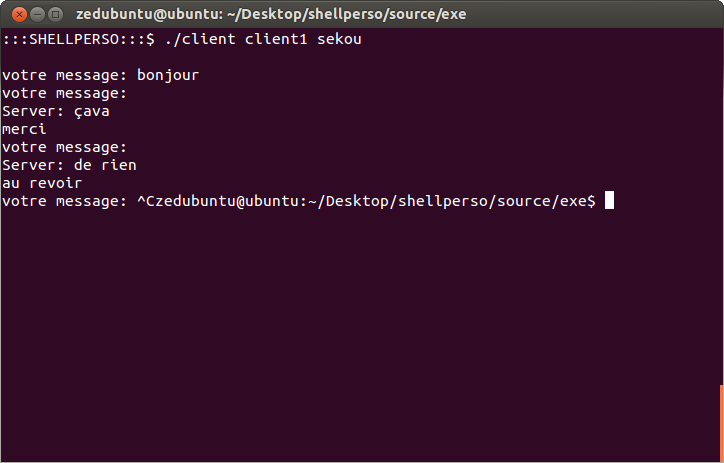 zedubuntu@ubuntu: ~/Desktop/shellperso/source/exe
:::SHELLPERSO:::$ ./client client1 sekou
votre message: bonjour
votre message:
Server: çava
merci
votre message:
Server: de rien
au revoir
votre message: ^Czedubuntu@ubuntu:~/Desktop/shellperso/source/exe$